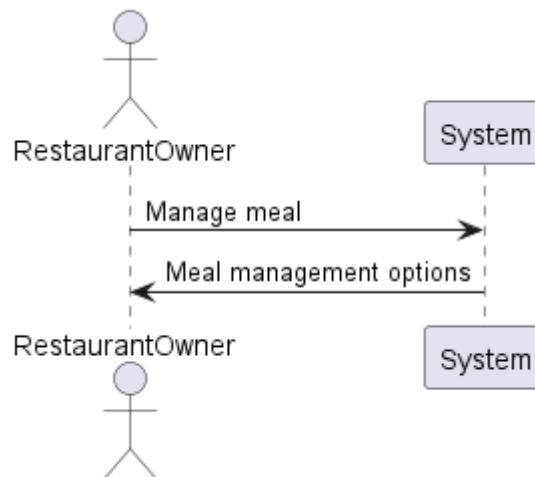 RestaurantOwner
System
Manage meal
Meal management options
RestaurantOwner
System